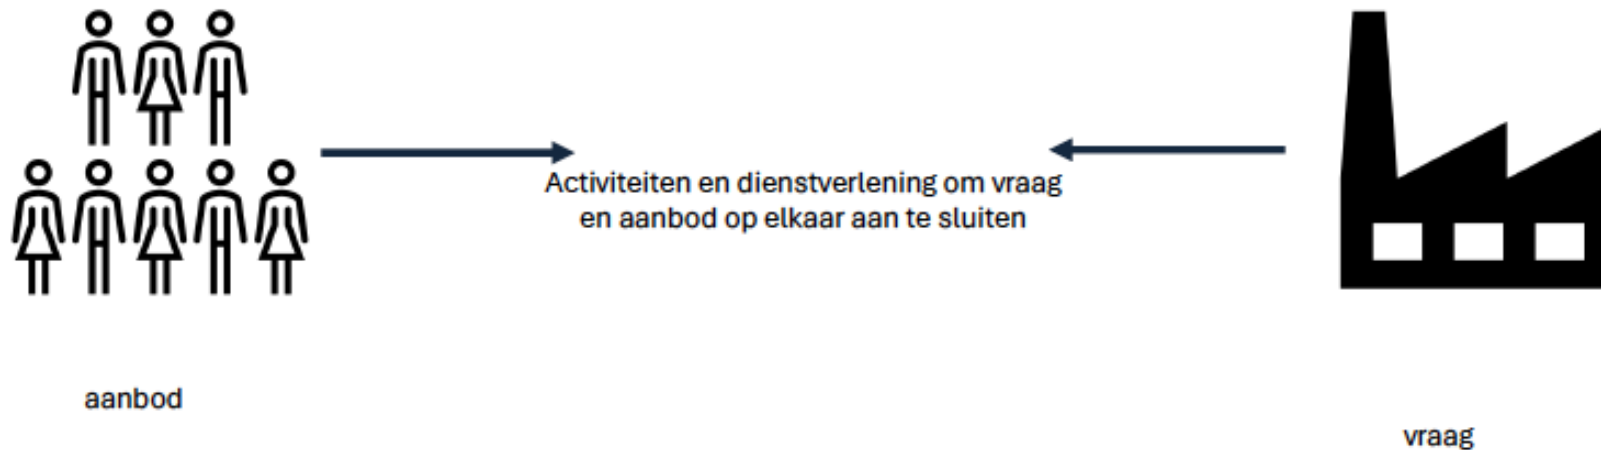 Activiteiten en dienstverlening om vraag
en aanbod op elkaar aan te sluiten
aanbod
vraag